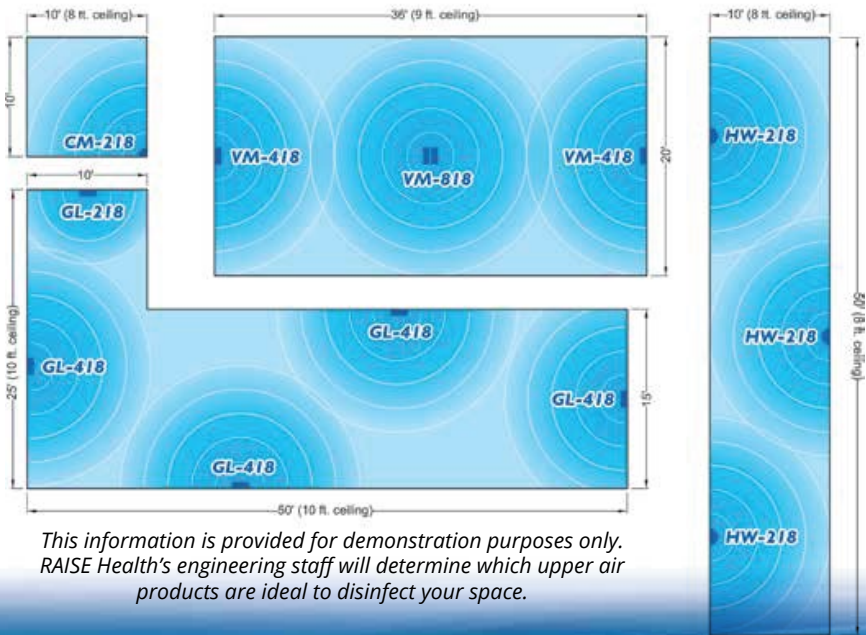 10' (8 ft. ceiling)
10'
CM-218
36' (9 ft. ceiling)
20'
VM-418
VM-818
VM-418
10' (8 ft. ceiling)
50' (8 ft. ceiling)
HW-218
HW-218
HW-218
10'
GL-218
25' (10 ft. ceiling)
GL-418
GL-418
GL-418
GL-418
15'
50' (10 ft. ceiling)
This information is provided for demonstration purposes only.
RAISE Health's engineering staff will determine which upper air
products are ideal to disinfect your space.